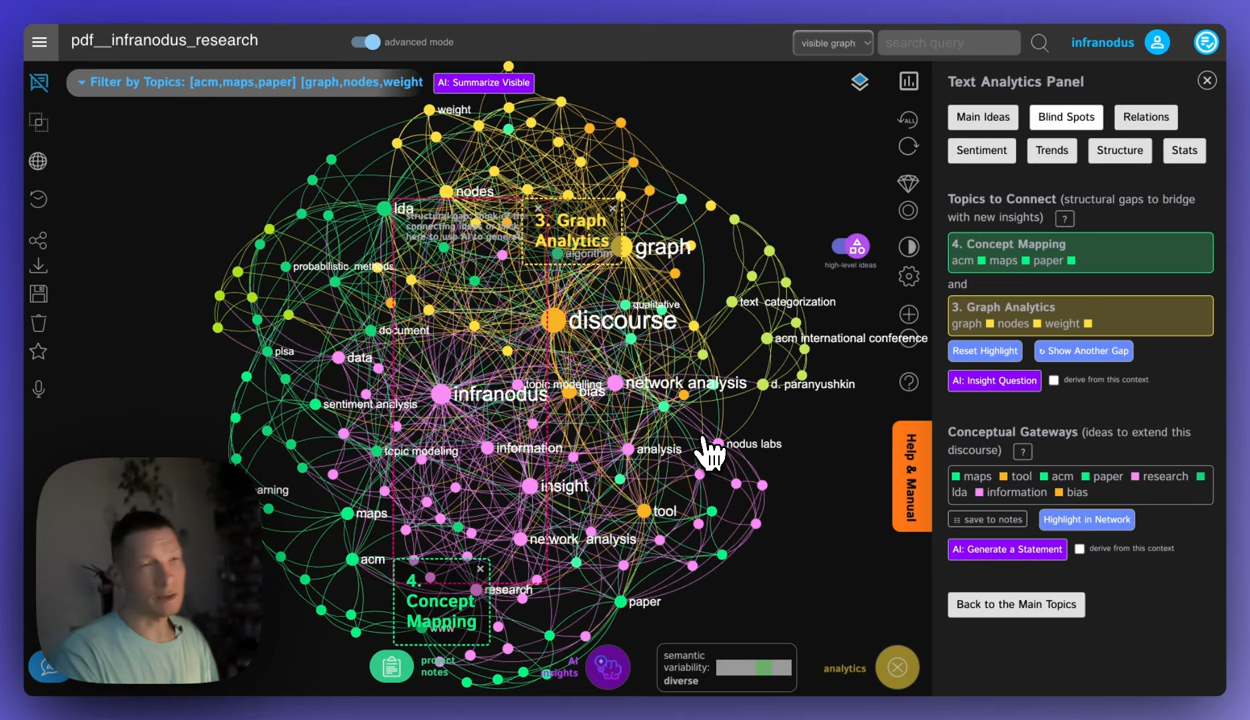 pdf__infranodus_research
advanced mode
visible graph
search query
infranodus
Filter by Topics: [acm,maps,paper] [graph,nodes,weight
AI: Summarize Visible
weight
nodes
lda
3. Graph
Analytics
graph
algorithm
high-level ideas
probabilistic methods
qualitative
text categorization
discourse
document
acm international conference
plsa
data
topic modelling
network analysis
d. paranyushkin
infranodus
bias
sentiment analysis
information
analysis
nodus labs
topic modeling
insight
maps
tool
network analysis
acm
4.
Concept
Mapping
research
paper
www
project
notes
AI
insights
semantic
variability:
diverse
analytics
ALL
Help & Manual
Text Analytics Panel
Main Ideas
Blind Spots
Relations
Sentiment
Trends
Structure
Stats
Topics to Connect (structural gaps to bridge
with new insights) ?
4. Concept Mapping
acm maps paper
and
3. Graph Analytics
graph nodes weight
Reset Highlight
↻ Show Another Gap
AI: Insight Question
derive from this context
Conceptual Gateways (ideas to extend this
discourse) ?
maps tool acm paper research
lda information bias
save to notes
Highlight in Network
AI: Generate a Statement
derive from this context
Back to the Main Topics